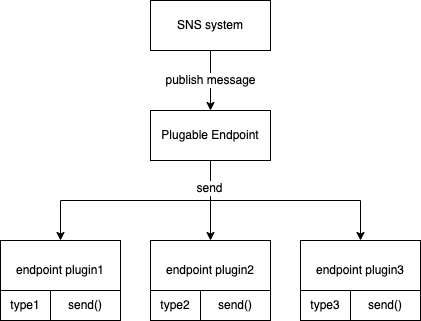 SNS system
publish message
Plugable Endpoint
send
endpoint plugin1
endpoint plugin2
endpoint plugin3
type1 send()
type2 send()
type3 send()